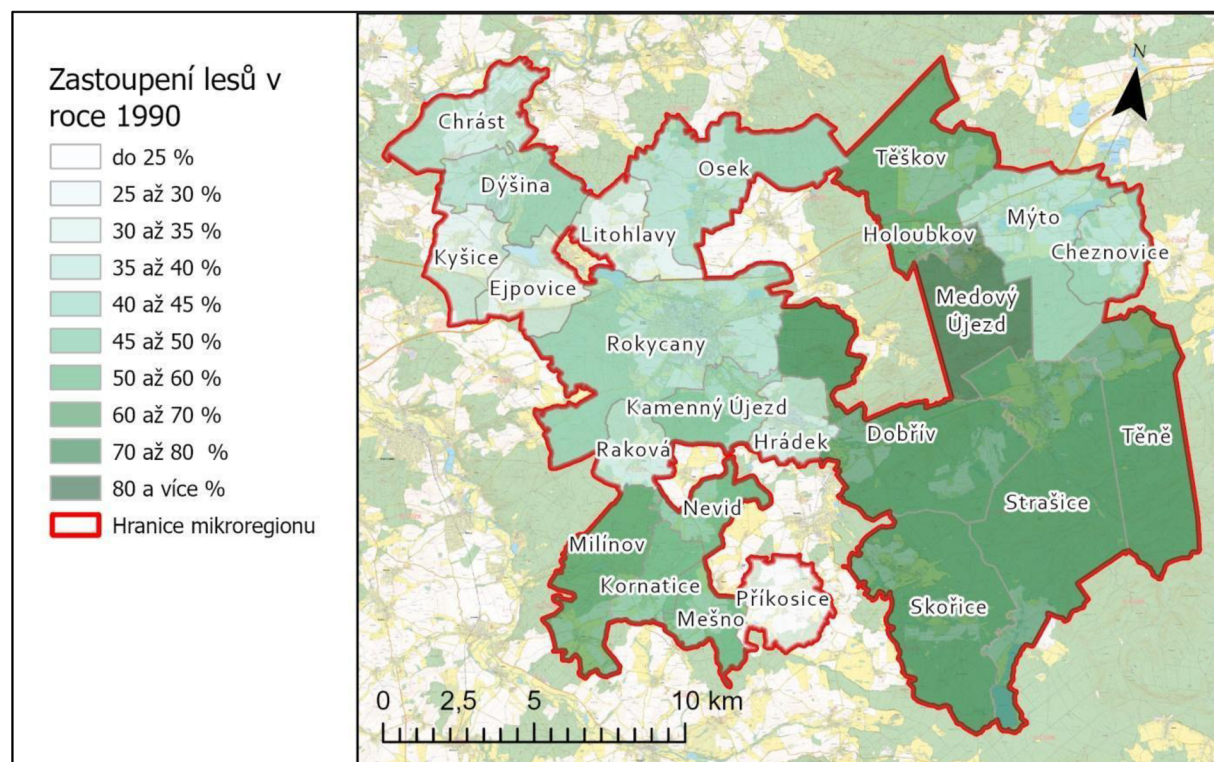 Zastoupení lesů v
roce 1990
do 25 %
25 až 30 %
30 až 35 %
35 až 40 %
40 až 45 %
45 až 50 %
50 až 60 %
60 až 70 %
70 až 80 %
80 a více %
Hranice mikroregionu
N
Chrást
Osek
Těškov
Dýšina
Mýto
Litohlavy
Holoubkov
Kyšice
Cheznovice
Ejpovice
Medový
Újezd
Rokycany
Kamenný Újezd
Hrádek
Dobřív
Těně
Raková
Strašice
Nevid
Milínov
Kornatice
Příkosice
Skořice
Mešno
0 2,5 5 10 km